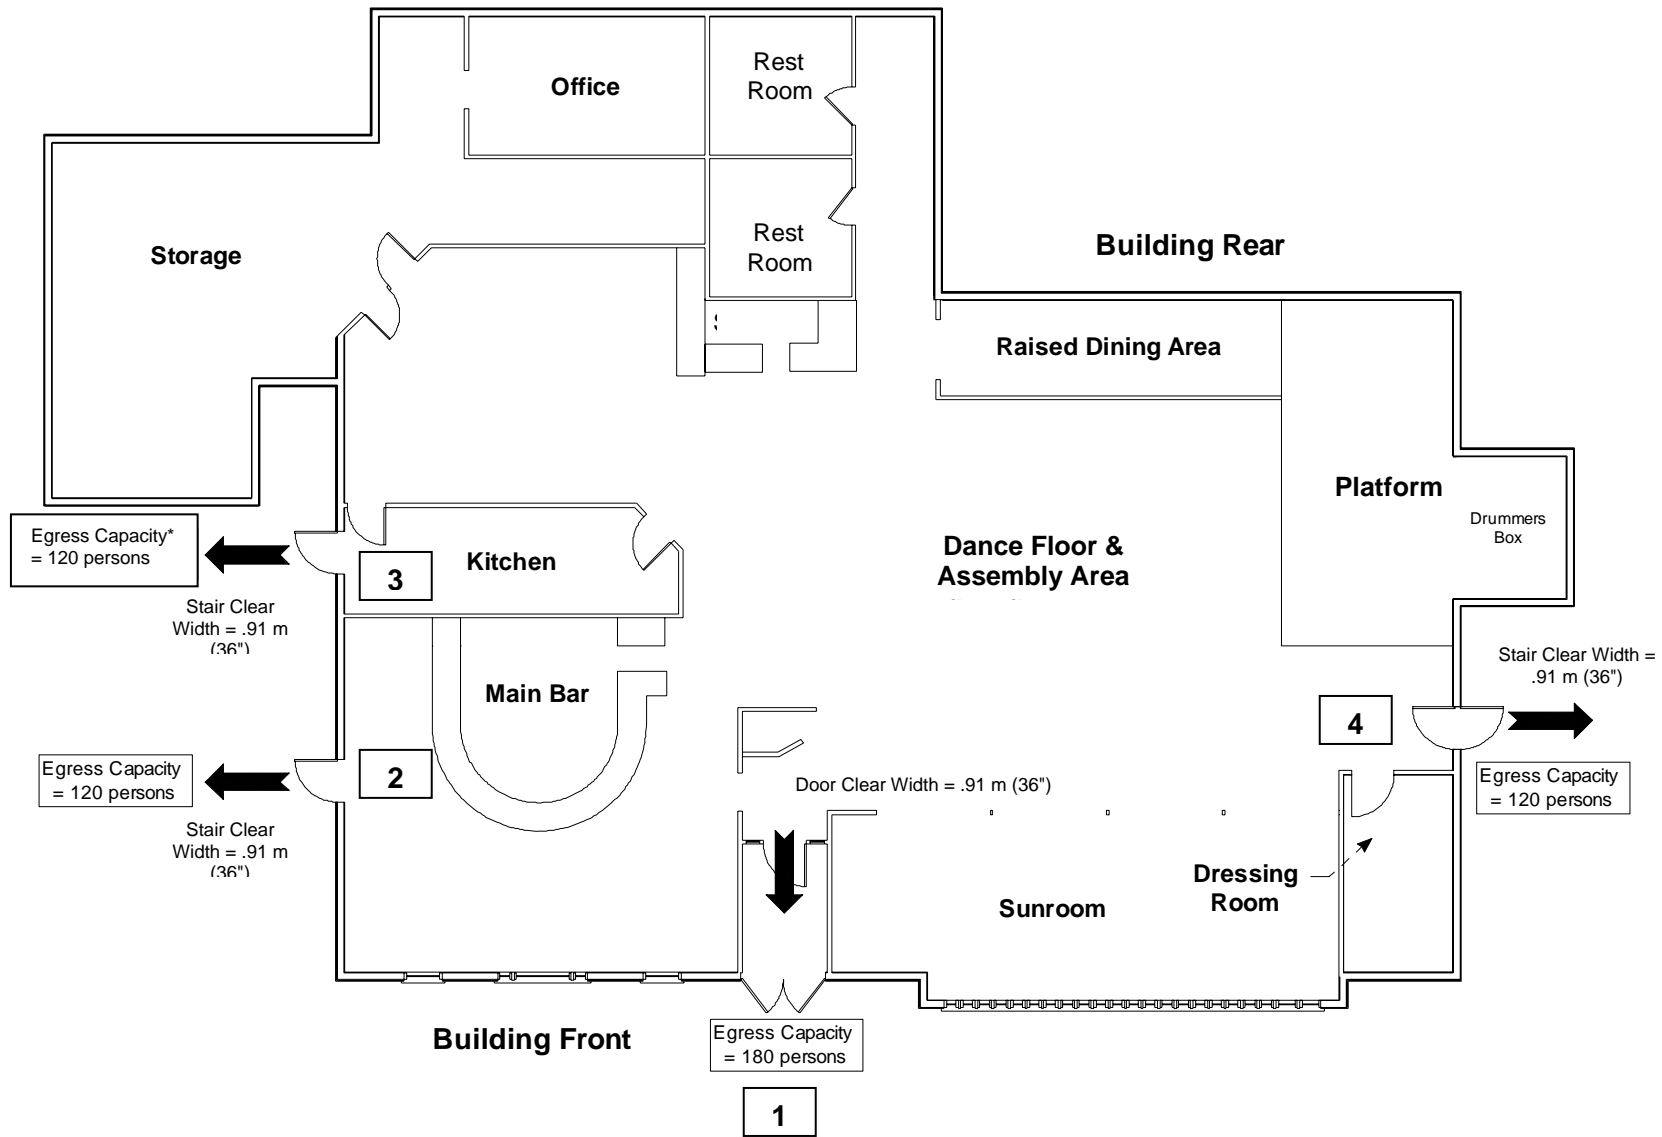 Office
Rest
Room
Storage
Rest
Room
Building Rear
Raised Dining Area
Platform
Drummers
Box
Dance Floor &
Assembly Area
Egress Capacity*
= 120 persons
3
Kitchen
Stair Clear
Width = .91 m
(36")
Main Bar
Stair Clear Width =
.91 m (36")
4
Egress Capacity
= 120 persons
2
Egress Capacity
= 120 persons
Door Clear Width = .91 m (36")
Stair Clear
Width = .91 m
(36")
Dressing
Room
Sunroom
Building Front
Egress Capacity
= 180 persons
1